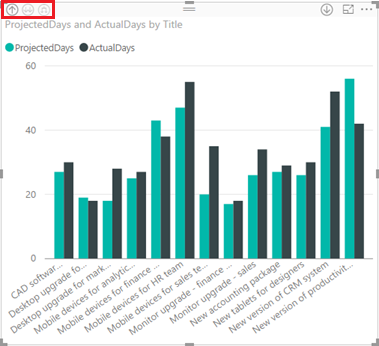 ProjectedDays and ActualDays by Title
ProjectedDays ActualDays
60
40
20
0
CAD softwar...
Desktop upgrade fo...
Desktop upgrade for mark...
Mobile devices for analytic...
Mobile devices for finance ...
Mobile devices for HR team
Mobile devices for sales te...
Monitor upgrade - finance ...
Monitor upgrade - sales
New accounting package
New tablets for designers
New version of CRM system
New version of productivit...